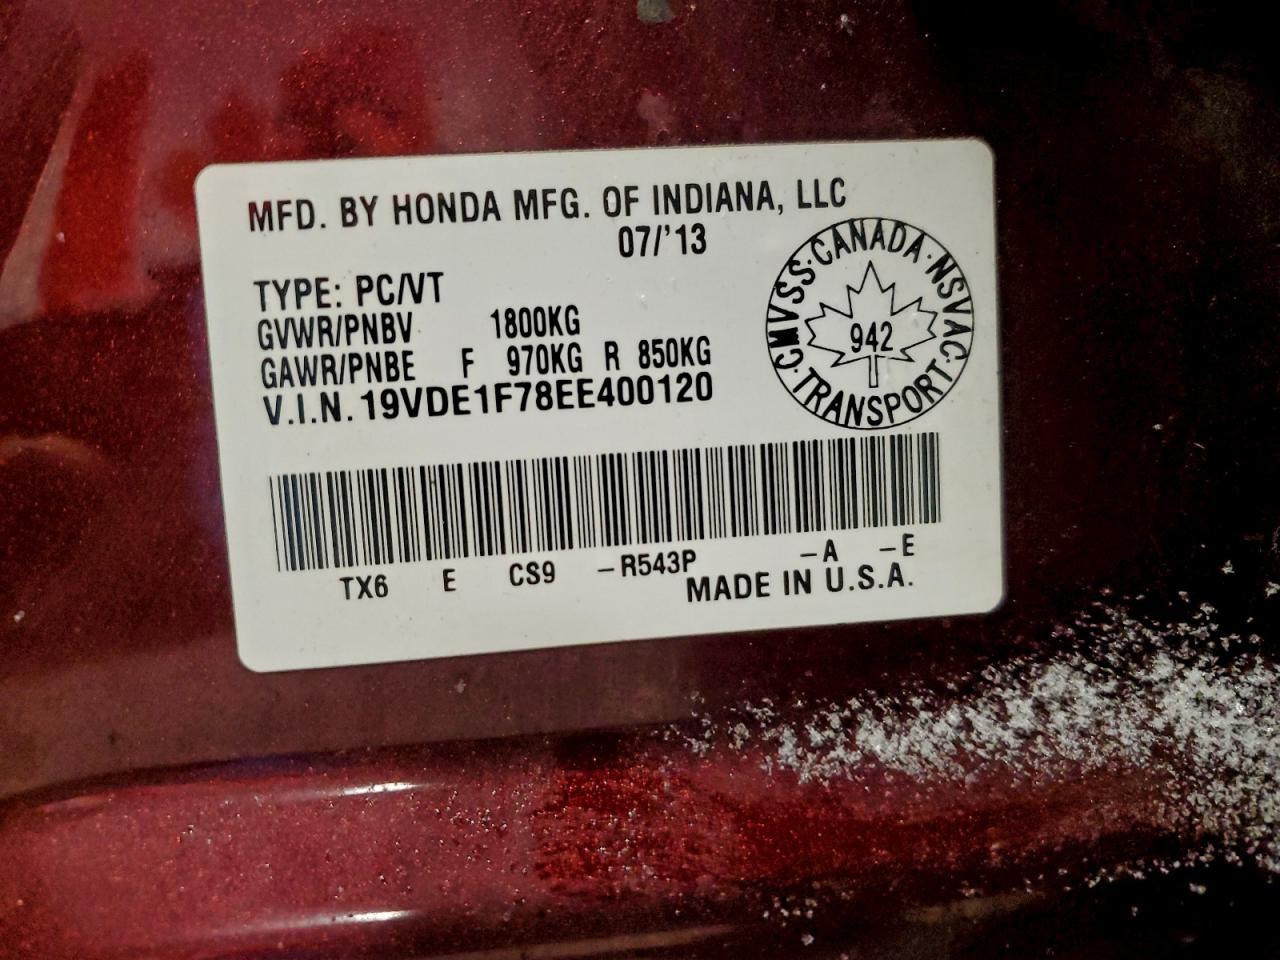 MFD. BY HONDA MFG. OF INDIANA, LLC
07/'13
TYPE: PC/VT
GVWR/PNBV 1800KG
GAWR/PNBE F 970KG R 850KG
V.I.N. 19VDE1F78EE400120
CMVSS·CANADA·NSVAC·TRANSPORT·
942
TX6 E CS9 -R543P -A -E
MADE IN U.S.A.